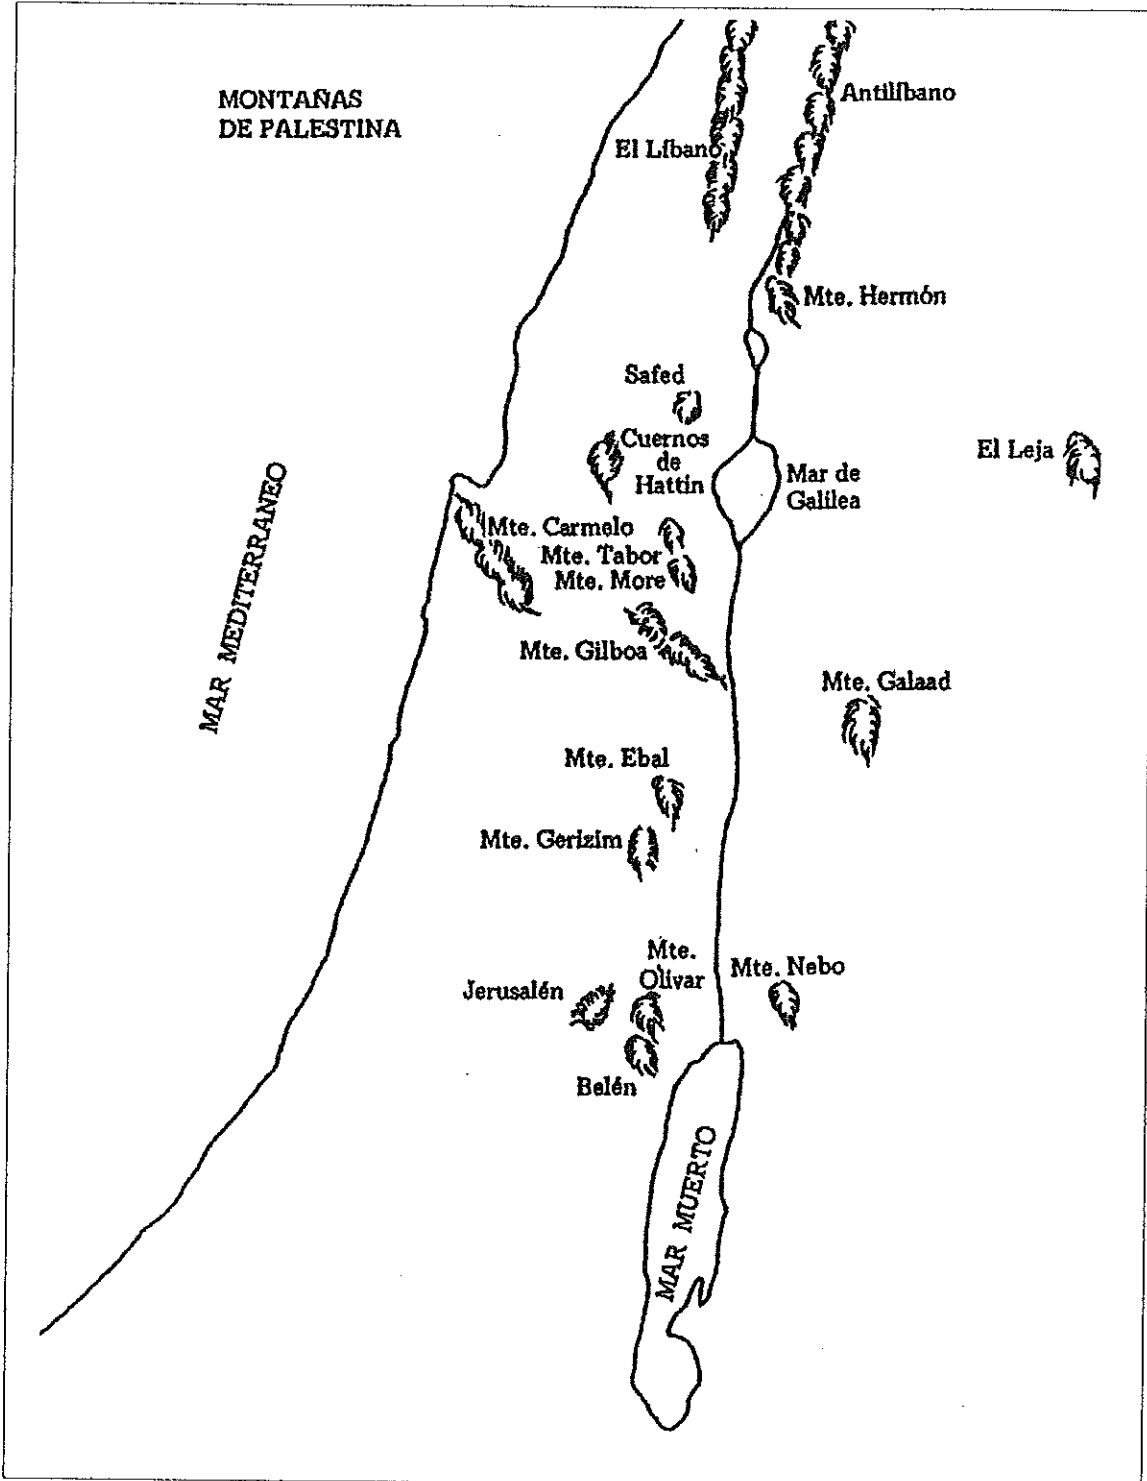 MONTAÑAS
DE PALESTINA
Antilíbano
El Líbano
Mte. Hermón
Safed
Cuernos
de
Hattin
El Leja
Mar de
Galilea
MAR MEDITERRANEO
Mte. Carmelo
Mte. Tabor
Mte. More
Mte. Gilboa
Mte. Galaad
Mte. Ebal
Mte. Gerizim
Mte.
Olivar
Mte. Nebo
Jerusalén
Belén
MAR MUERTO